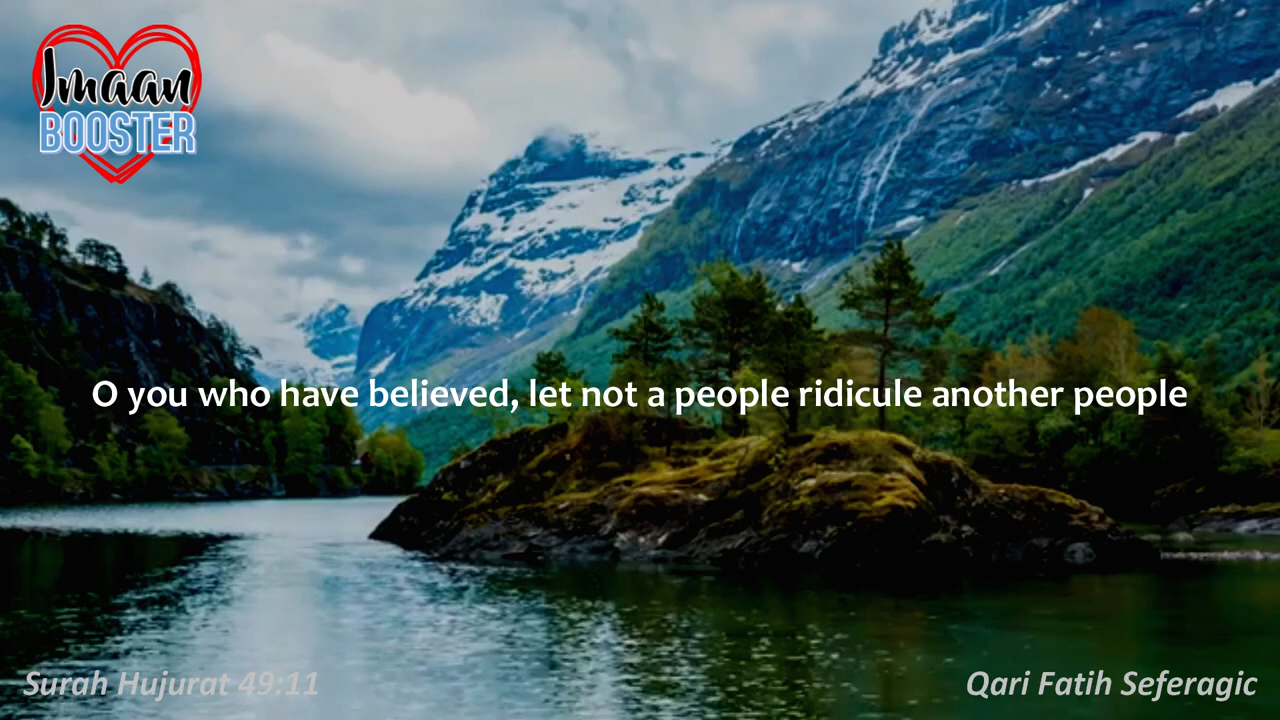 Imaan
BOOSTER
O you who have believed, let not a people ridicule another people
Surah Hujurat 49:11
Qari Fatih Seferagic